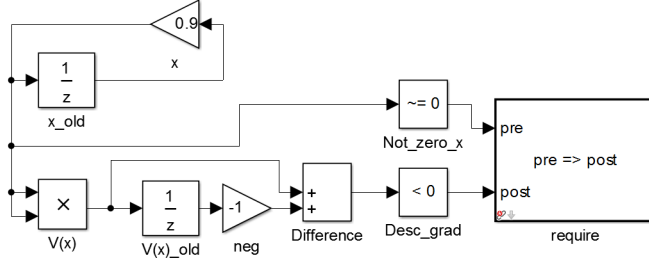 0.9
x
1
z
x_old
~= 0
Not_zero_x
pre
pre => post
post
require
×
V(x)
1
z
V(x)_old
-1
neg
+
+
Difference
< 0
Desc_grad